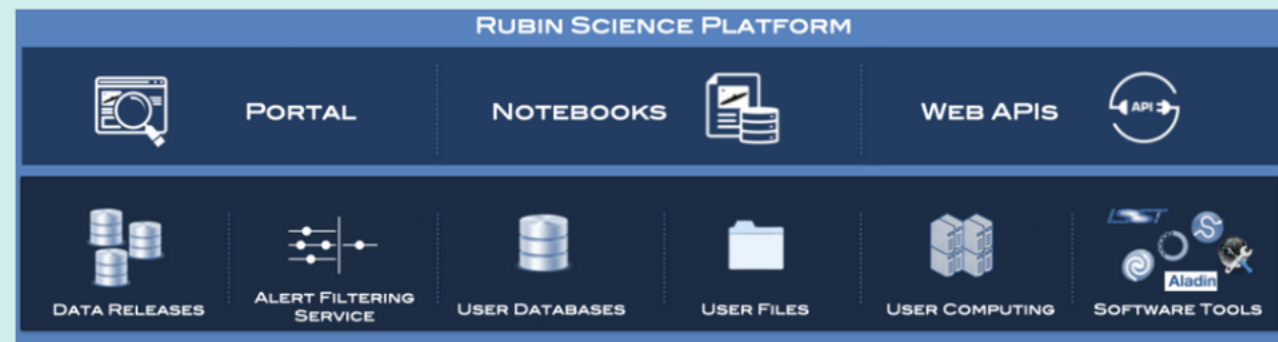 RUBIN SCIENCE PLATFORM
PORTAL
NOTEBOOKS
WEB APIS
API
DATA RELEASES
ALERT FILTERING
SERVICE
USER DATABASES
USER FILES
USER COMPUTING
LSST
Aladin
SOFTWARE TOOLS